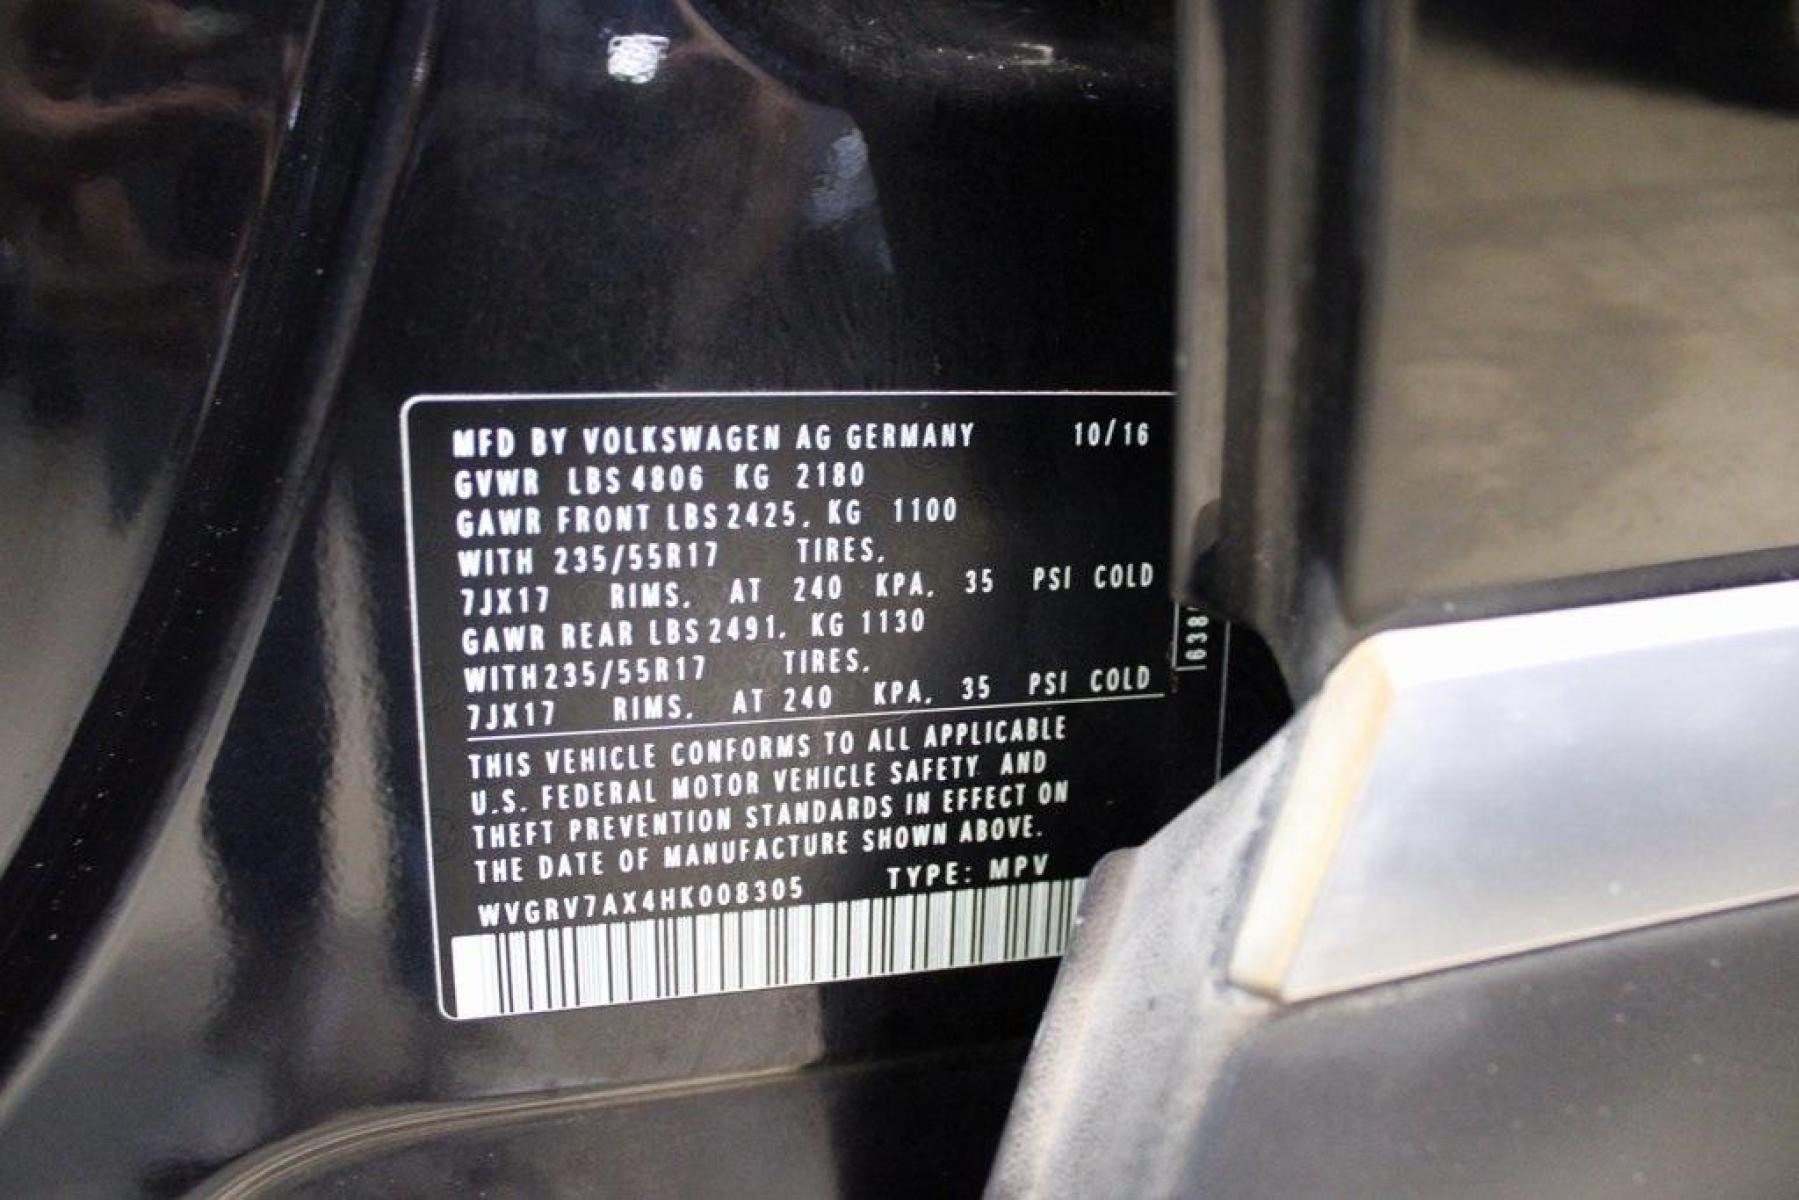 MFD BY VOLKSWAGEN AG GERMANY 10/16
GVWR LBS 4806 KG 2180
GAWR FRONT LBS 2425, KG 1100
WITH 235/55R17 TIRES,
7JX17 RIMS, AT 240 KPA, 35 PSI COLD
GAWR REAR LBS 2491, KG 1130
WITH 235/55R17 TIRES,
7JX17 RIMS, AT 240 KPA, 35 PSI COLD
THIS VEHICLE CONFORMS TO ALL APPLICABLE
U.S. FEDERAL MOTOR VEHICLE SAFETY AND
THEFT PREVENTION STANDARDS IN EFFECT ON
THE DATE OF MANUFACTURE SHOWN ABOVE.
WVGRV7AX4HK008305 TYPE: MPV